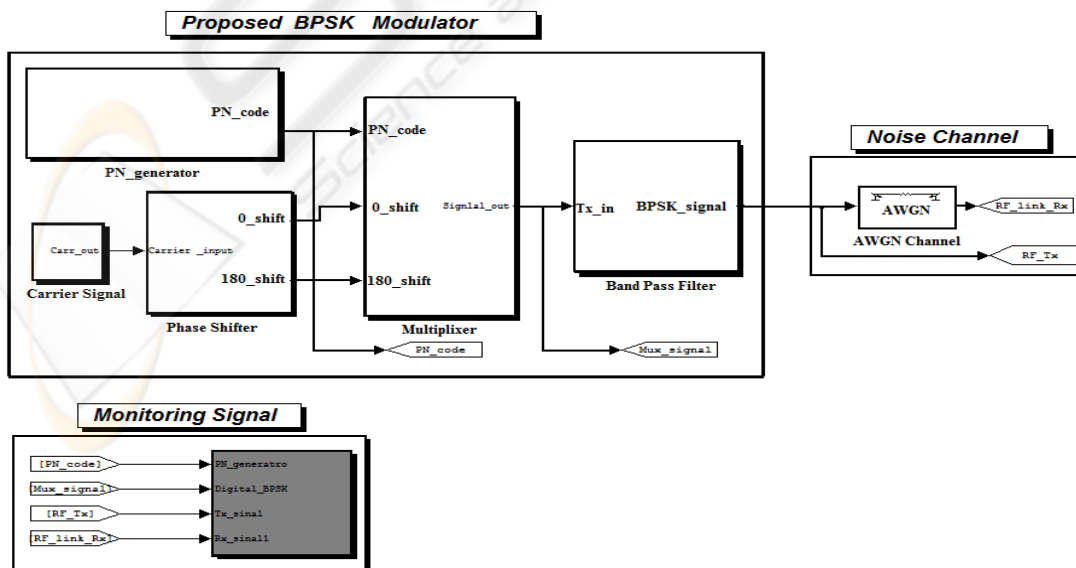 Proposed BPSK Modulator
PN_code
PN_generator
Carr_out
Carrier Signal
Carrier _input
0_shift
180_shift
Phase Shifter
PN_code
0_shift
180_shift
Signlal_out
Multiplixer
PN_code
Tx_in
BPSK_signal
Band Pass Filter
Mux_signal
Noise Channel
AWGN
AWGN Channel
RF_link_Rx
RF_Tx
Monitoring Signal
[PN_code]
[Mux_signal]
[RF_Tx]
[RF_link_Rx]
PN_generatro
Digital_BPSK
Tx_sinal
Rx_sinal1
Science